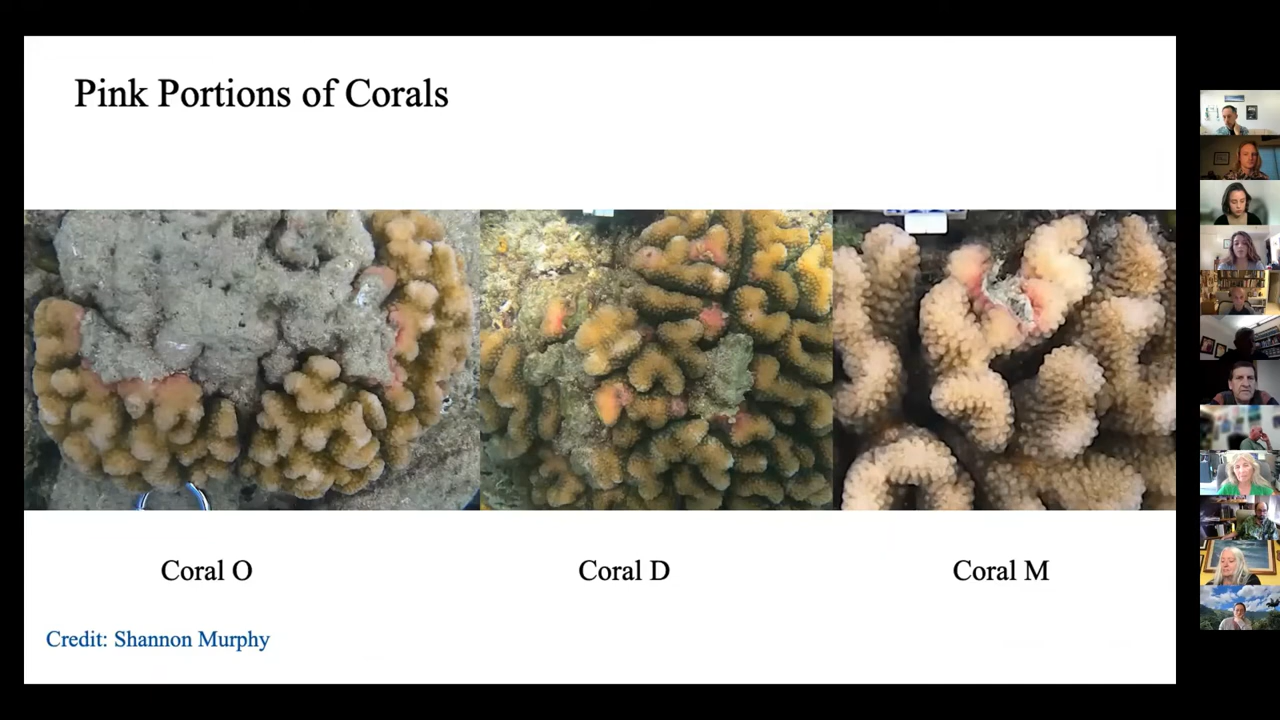 Pink Portions of Corals
Coral O
Coral D
Coral M
Credit: Shannon Murphy